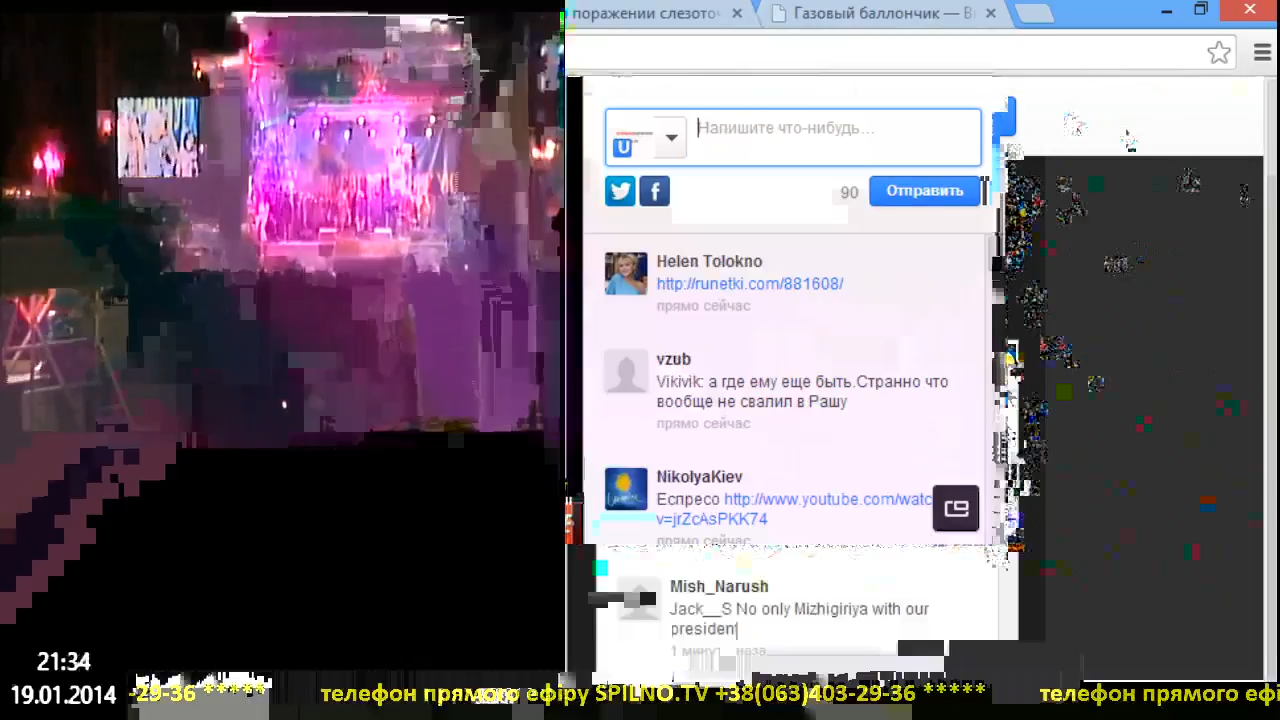 поражении слезоточ
Газовый баллончик — В
Напишите что-нибудь...
90
Отправить
Helen Tolokno
http://runetki.com/881608/
прямо сейчас
vzub
Vikivik: а где ему еще быть.Странно что
вообще не свалил в Рашу
прямо сейчас
NikolyaKiev
Еспресо http://www.youtube.com/watc
v=jrZcAsPKK74
прямо сейчас
Mish_Narush
Jack__S No only Mizhigiriya with our
president
21:34
19.01.2014
-29-36 ***** телефон прямого ефіру SPILNO.TV +38(063)403-29-36 ***** телефон прямого ефі